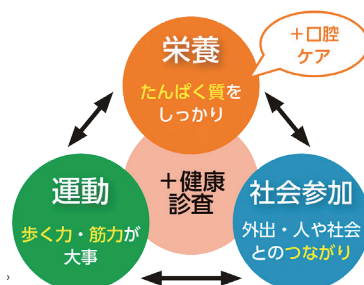 栄養
＋口腔
ケア
たんぱく質を
しっかり
＋健康
診査
運動
歩く力・筋力が
大事
社会参加
外出・人や社会
とのつながり